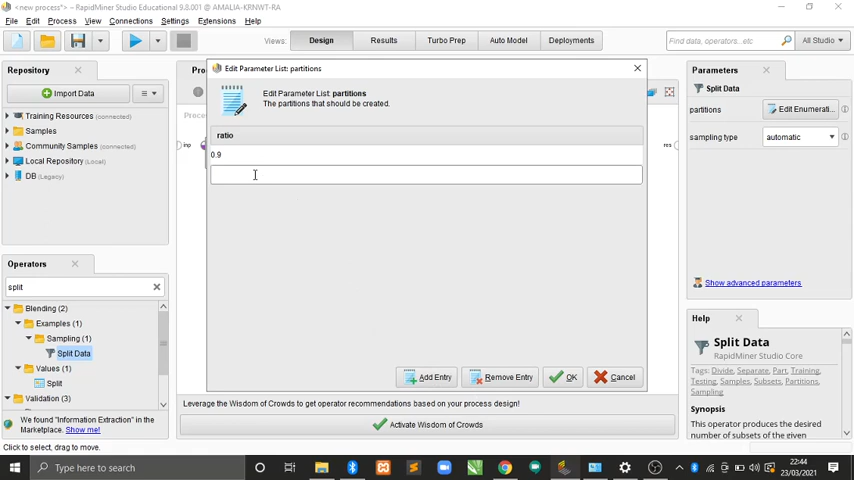 <new process*> – RapidMiner Studio Educational 9.8.001 @ AMALIA-KRNWT-RA
File Edit Process View Connections Settings Extensions Help
Views: Design Results Turbo Prep Auto Model Deployments Find data, operators...etc All Studio
Repository
Import Data
Training Resources (connected)
Samples
Community Samples (connected)
Local Repository (Local)
DB (Legacy)
Edit Parameter List: partitions
Edit Parameter List: partitions
The partitions that should be created.
ratio
0.9
Add Entry Remove Entry OK Cancel
inp
res
Parameters
Split Data
partitions Edit Enumerati...
sampling type automatic
Show advanced parameters
Operators
split
Blending (2)
Examples (1)
Sampling (1)
Split Data
Values (1)
Split
Validation (3)
We found "Information Extraction" in the
Marketplace. Show me!
Leverage the Wisdom of Crowds to get operator recommendations based on your process design!
Activate Wisdom of Crowds
Help
Split Data
RapidMiner Studio Core
Tags: Divide, Separate, Part, Training,
Testing, Samples, Subsets, Partitions,
Sampling
Synopsis
This operator produces the desired
number of subsets of the given
Click to select, drag to move.
Type here to search
22:44
23/03/2021